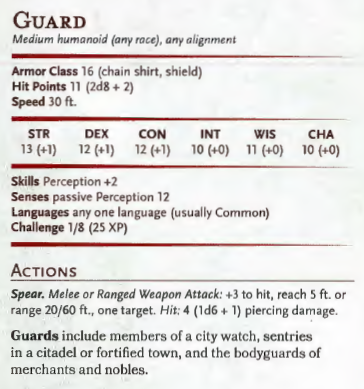 GUARD
Medium humanoid (any race), any alignment
Armor Class 16 (chain shirt, shield)
Hit Points 11 (2d8 + 2)
Speed 30 ft.
STR DEX CON INT WIS CHA
13 (+1) 12 (+1) 12 (+1) 10 (+0) 11 (+0) 10 (+0)
Skills Perception +2
Senses passive Perception 12
Languages any one language (usually Common)
Challenge 1/8 (25 XP)
ACTIONS
Spear. Melee or Ranged Weapon Attack: +3 to hit, reach 5 ft. or
range 20/60 ft., one target. Hit: 4 (1d6 + 1) piercing damage.
Guards include members of a city watch, sentries
in a citadel or fortified town, and the bodyguards of
merchants and nobles.